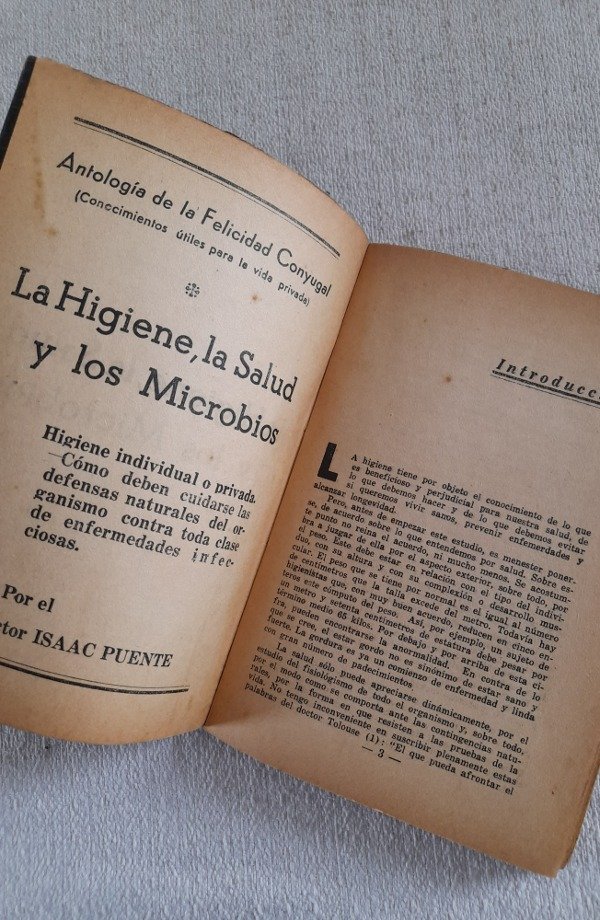 Antología de la Felicidad Conyugal
(Conocimientos útiles para la vida privada)
La Higiene, la Salud
y los Microbios
Higiene individual o privada.
—Cómo deben cuidarse las
defensas naturales del or-
ganismo contra toda clase
de enfermedades infec-
ciosas.
Por el
ctor ISAAC PUENTE
Introducci
LA higiene tiene por objeto el conocimiento de lo que
es beneficioso y perjudicial para nuestra salud, de
lo que debemos hacer y de lo que debemos evitar
si queremos vivir sanos, prevenir enfermedades y
alcanzar longevidad.
Pero, antes de empezar este estudio, es menester poner-
se, de acuerdo sobre lo que entendemos por salud. Sobre es-
te punto no reina el acuerdo, ni mucho menos. Se acostum-
bra a juzgar de ella por el aspecto exterior, sobre todo, por
el peso. Este debe estar en relación con el tipo del indivi-
duo, con su altura y con su complexión o desarrollo mus-
cular. El peso que se tiene por normal es el igual al número
de centímetros que la talla excede del metro. Todavía hay
higienistas que, con muy buen acuerdo, reducen en cinco en-
teros este cómputo del peso. Así, por ejemplo, un sujeto de
un metro y setenta centímetros de estatura debe pesar por
término medio 65 kilos. Por debajo y por arriba de esta ci-
fra, pueden encontrarse la anormalidad. En contra de lo
que se cree, el estar gordo no es sinónimo de estar sano y
fuerte. La gordura es ya un comienzo de enfermedad y linda
con gran número de padecimientos.
La salud sólo puede apreciarse dinámicamente, por el
estudio del fisiologismo de todo el organismo y, sobre todo,
por el modo como se comporta ante las contingencias natu-
rales, por la forma en que resiste a las pruebas de la
vida. No tengo inconveniente en suscribir plenamente estas
palabras del doctor Tolouse (1): "El que pueda afrontar el
— 3 —